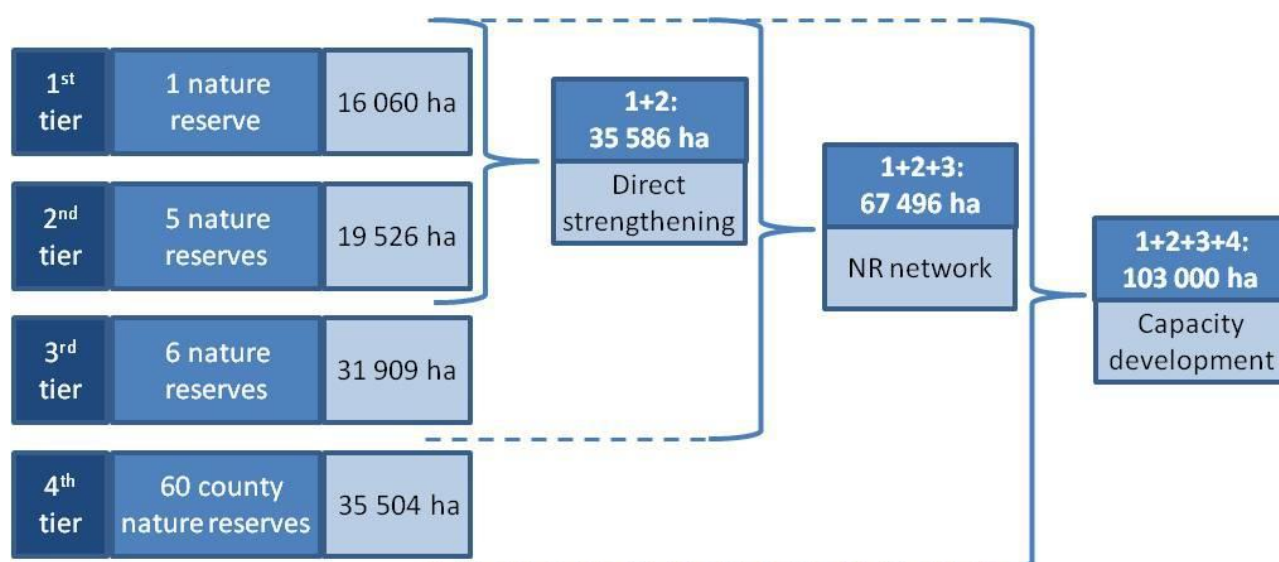 1st
tier
1 nature
reserve
16 060 ha
2nd
tier
5 nature
reserves
19 526 ha
3rd
tier
6 nature
reserves
31 909 ha
4th
tier
60 county
nature reserves
35 504 ha
1+2:
35 586 ha
Direct
strengthening
1+2+3:
67 496 ha
NR network
1+2+3+4:
103 000 ha
Capacity
development